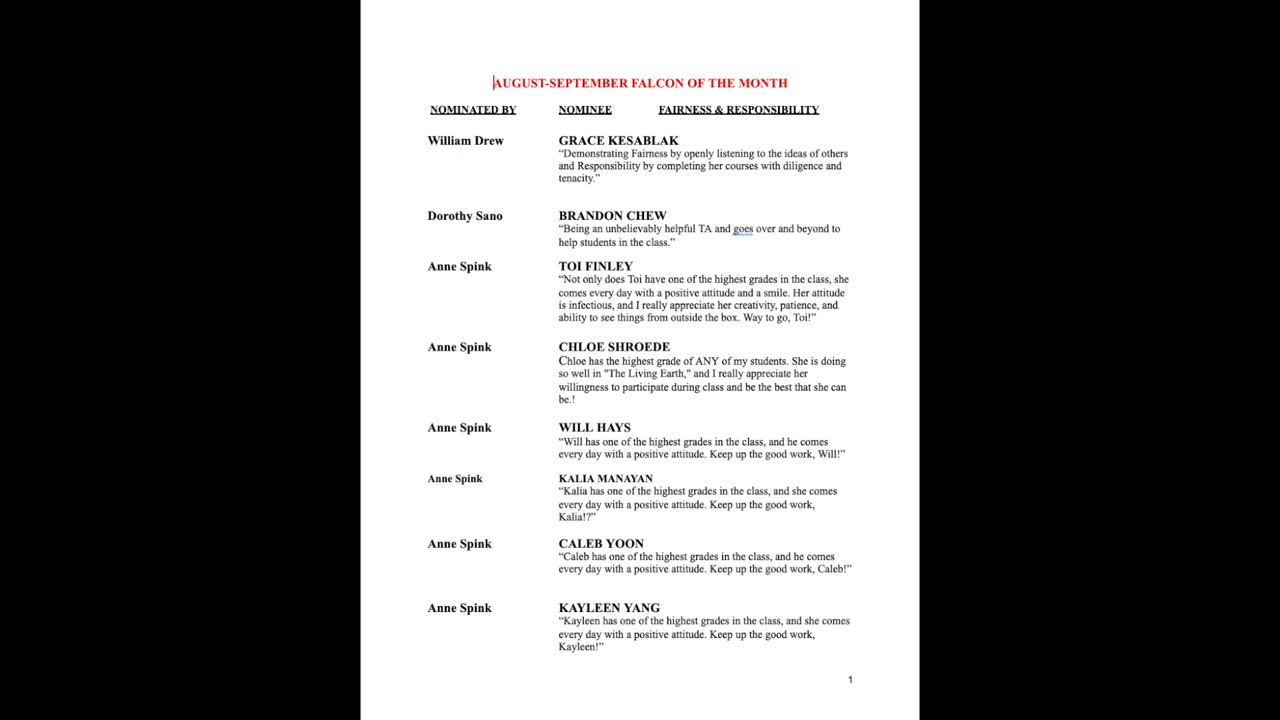 AUGUST-SEPTEMBER FALCON OF THE MONTH
NOMINATED BY NOMINEE FAIRNESS & RESPONSIBILITY
William Drew GRACE KESABLAK
“Demonstrating Fairness by openly listening to the ideas of others
and Responsibility by completing her courses with diligence and
tenacity.”
Dorothy Sano BRANDON CHEW
“Being an unbelievably helpful TA and goes over and beyond to
help students in the class.”
Anne Spink TOI FINLEY
“Not only does Toi have one of the highest grades in the class, she
comes every day with a positive attitude and a smile. Her attitude
is infectious, and I really appreciate her creativity, patience, and
ability to see things from outside the box. Way to go, Toi!”
Anne Spink CHLOE SHROEDE
Chloe has the highest grade of ANY of my students. She is doing
so well in "The Living Earth," and I really appreciate her
willingness to participate during class and be the best that she can
be.!
Anne Spink WILL HAYS
“Will has one of the highest grades in the class, and he comes
every day with a positive attitude. Keep up the good work, Will!”
Anne Spink KALIA MANAYAN
“Kalia has one of the highest grades in the class, and she comes
every day with a positive attitude. Keep up the good work,
Kalia!?”
Anne Spink CALEB YOON
“Caleb has one of the highest grades in the class, and he comes
every day with a positive attitude. Keep up the good work, Caleb!”
Anne Spink KAYLEEN YANG
“Kayleen has one of the highest grades in the class, and she comes
every day with a positive attitude. Keep up the good work,
Kayleen!”
1